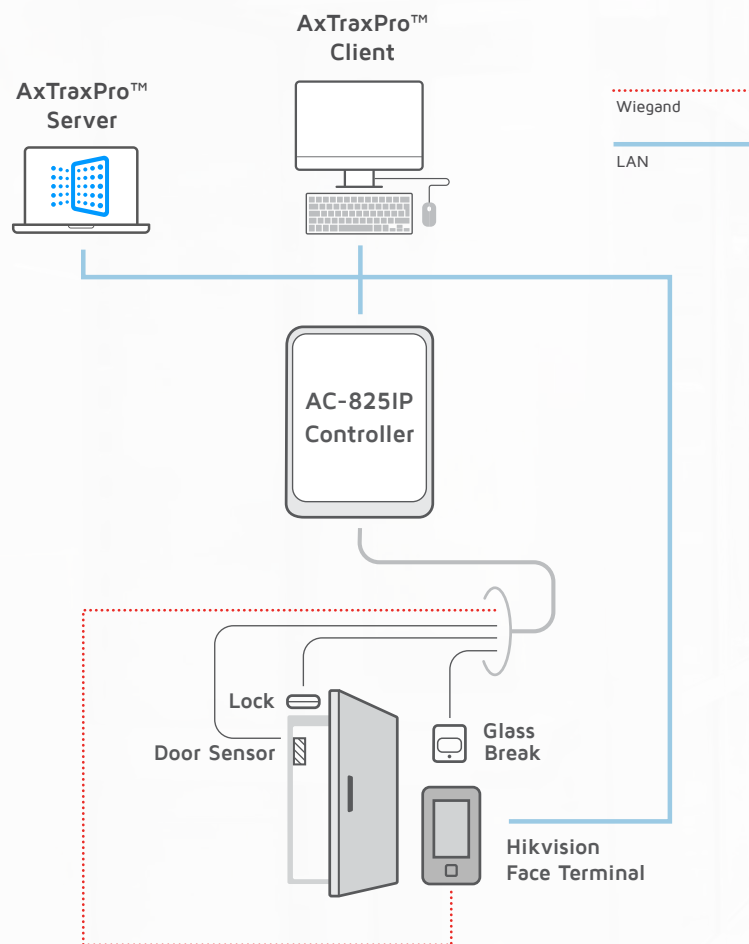 AxTraxPro™
Client
AxTraxPro™
Server
Wiegand
LAN
AC-825IP
Controller
Lock
Door Sensor
Glass
Break
Hikvision
Face Terminal